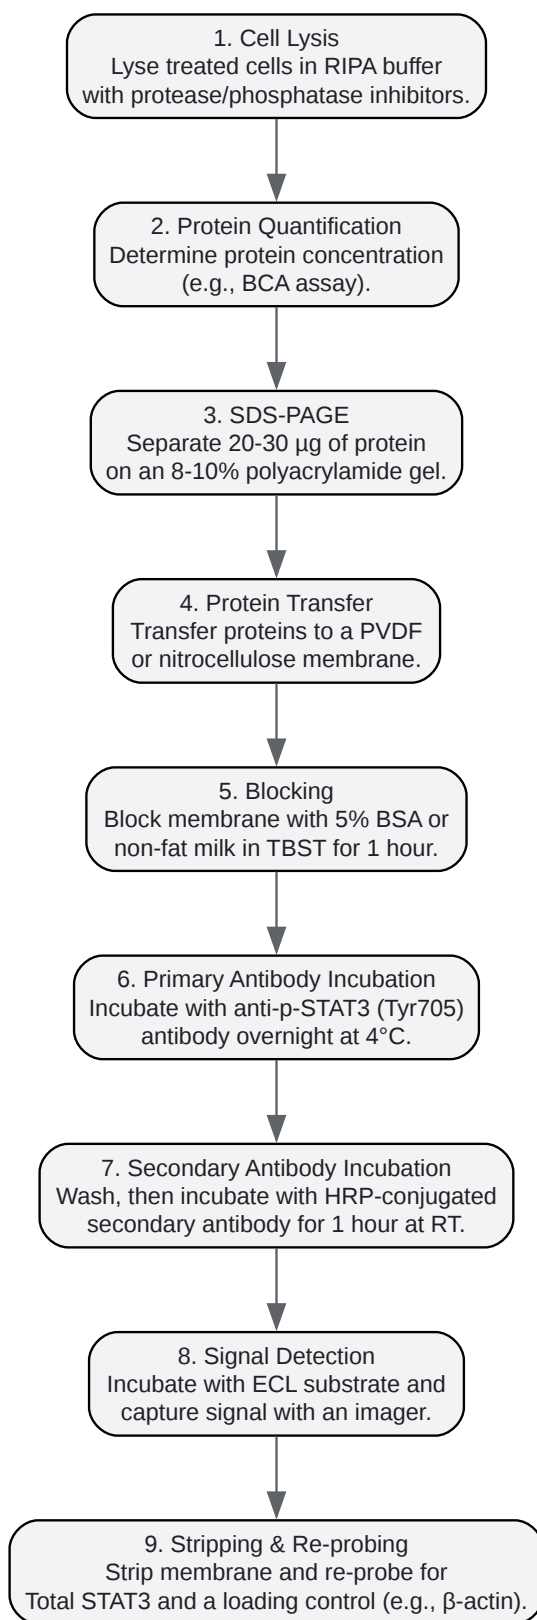 1. Cell Lysis
Lyse treated cells in RIPA buffer
with protease/phosphatase inhibitors.
2. Protein Quantification
Determine protein concentration
(e.g., BCA assay).
3. SDS-PAGE
Separate 20-30 µg of protein
on an 8-10% polyacrylamide gel.
4. Protein Transfer
Transfer proteins to a PVDF
or nitrocellulose membrane.
5. Blocking
Block membrane with 5% BSA or
non-fat milk in TBST for 1 hour.
6. Primary Antibody Incubation
Incubate with anti-p-STAT3 (Tyr705)
antibody overnight at 4°C.
7. Secondary Antibody Incubation
Wash, then incubate with HRP-conjugated
secondary antibody for 1 hour at RT.
8. Signal Detection
Incubate with ECL substrate and
capture signal with an imager.
9. Stripping & Re-probing
Strip membrane and re-probe for
Total STAT3 and a loading control (e.g., β-actin).